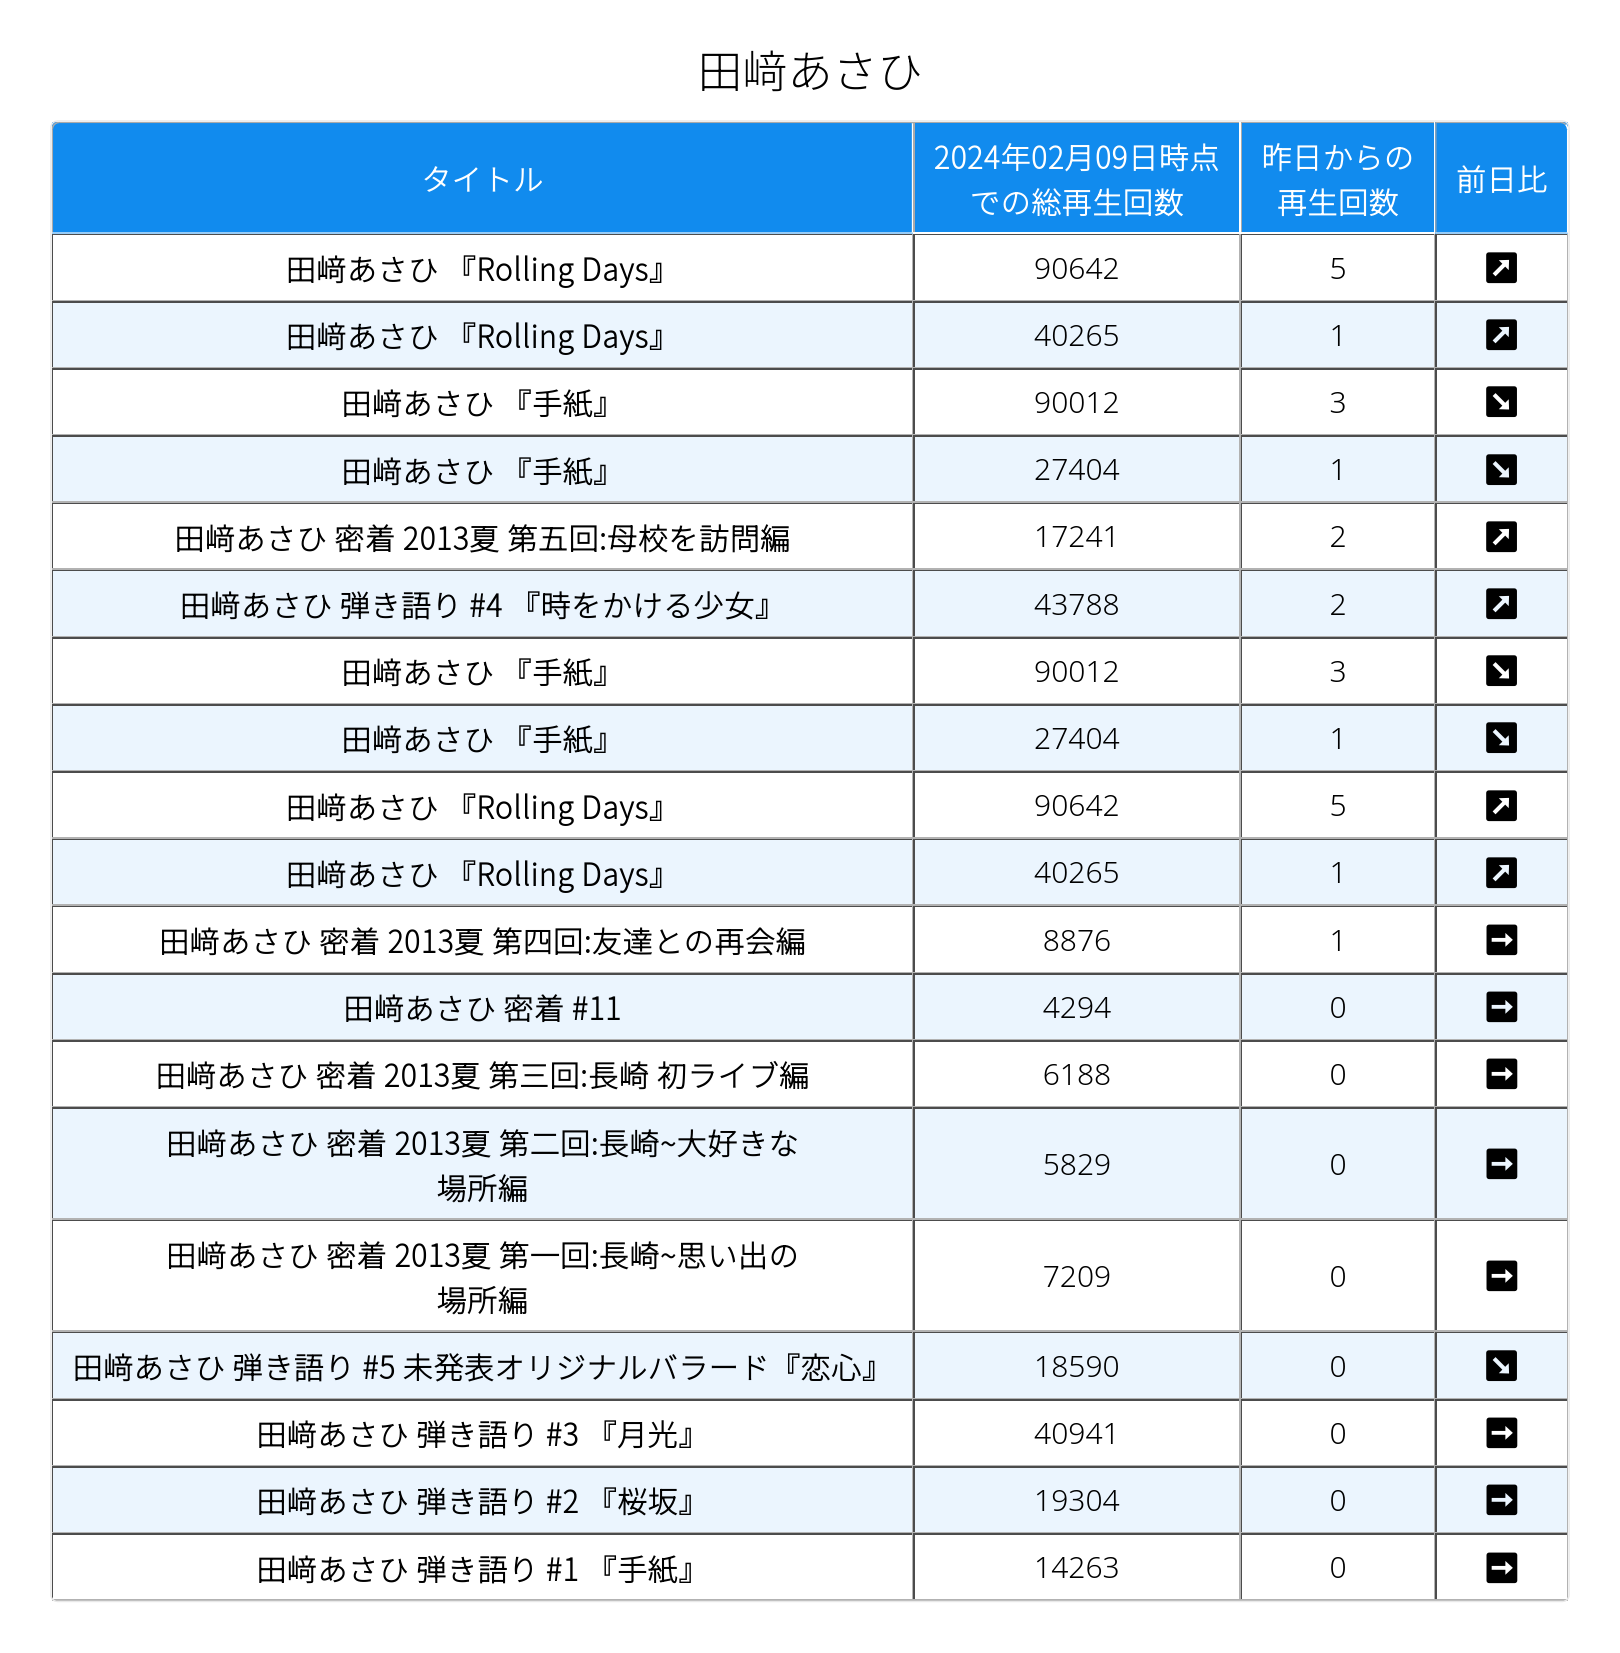 田﨑あさひ
タイトル 2024年02月09日時点での総再生回数 昨日からの再生回数 前日比
田﨑あさひ 『Rolling Days』 90642 5 ↗
田﨑あさひ 『Rolling Days』 40265 1 ↗
田﨑あさひ 『手紙』 90012 3 ↘
田﨑あさひ 『手紙』 27404 1 ↘
田﨑あさひ 密着 2013夏 第五回:母校を訪問編 17241 2 ↗
田﨑あさひ 弾き語り #4 『時をかける少女』 43788 2 ↗
田﨑あさひ 『手紙』 90012 3 ↘
田﨑あさひ 『手紙』 27404 1 ↘
田﨑あさひ 『Rolling Days』 90642 5 ↗
田﨑あさひ 『Rolling Days』 40265 1 ↗
田﨑あさひ 密着 2013夏 第四回:友達との再会編 8876 1 →
田﨑あさひ 密着 #11 4294 0 →
田﨑あさひ 密着 2013夏 第三回:長崎 初ライブ編 6188 0 →
田﨑あさひ 密着 2013夏 第二回:長崎~大好きな
場所編 5829 0 →
田﨑あさひ 密着 2013夏 第一回:長崎~思い出の
場所編 7209 0 →
田﨑あさひ 弾き語り #5 未発表オリジナルバラード『恋心』 18590 0 ↘
田﨑あさひ 弾き語り #3 『月光』 40941 0 →
田﨑あさひ 弾き語り #2 『桜坂』 19304 0 →
田﨑あさひ 弾き語り #1 『手紙』 14263 0 →